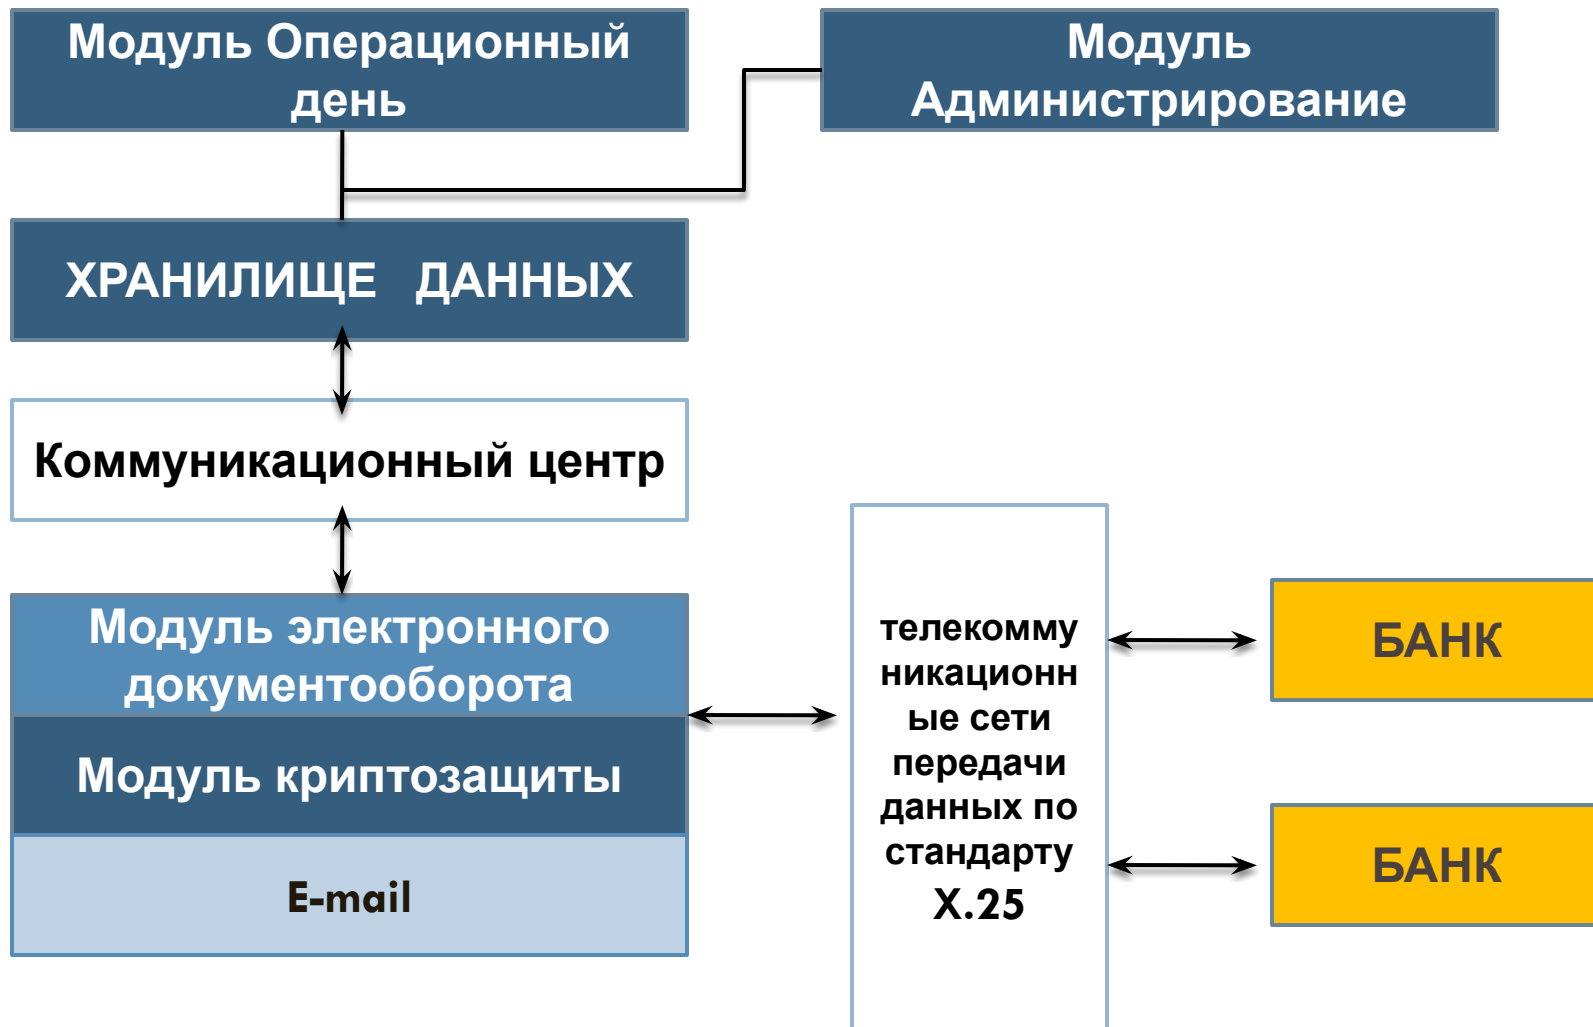 Модуль Операционный
день
Модуль
Администрирование
ХРАНИЛИЩЕ ДАННЫХ
Коммуникационный центр
Модуль электронного
документооборота
Модуль криптозащиты
E-mail
телекомму
никационн
ые сети
передачи
данных по
стандарту
X.25
БАНК
БАНК